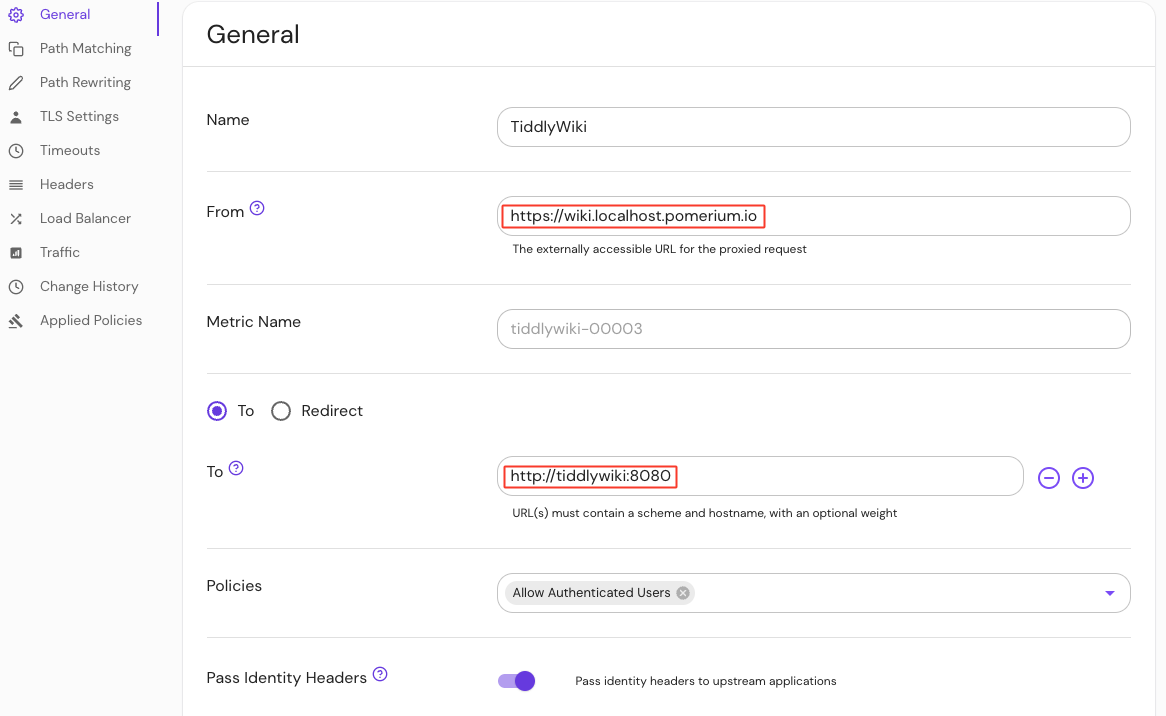 General
Path Matching
Path Rewriting
TLS Settings
Timeouts
Headers
Load Balancer
Traffic
Change History
Applied Policies
General
Name
TiddlyWiki
From
https://wiki.localhost.pomerium.io
The externally accessible URL for the proxied request
Metric Name
tiddlywiki-00003
To Redirect
To
http://tiddlywiki:8080
URL(s) must contain a scheme and hostname, with an optional weight
Policies
Allow Authenticated Users
Pass Identity Headers
Pass identity headers to upstream applications